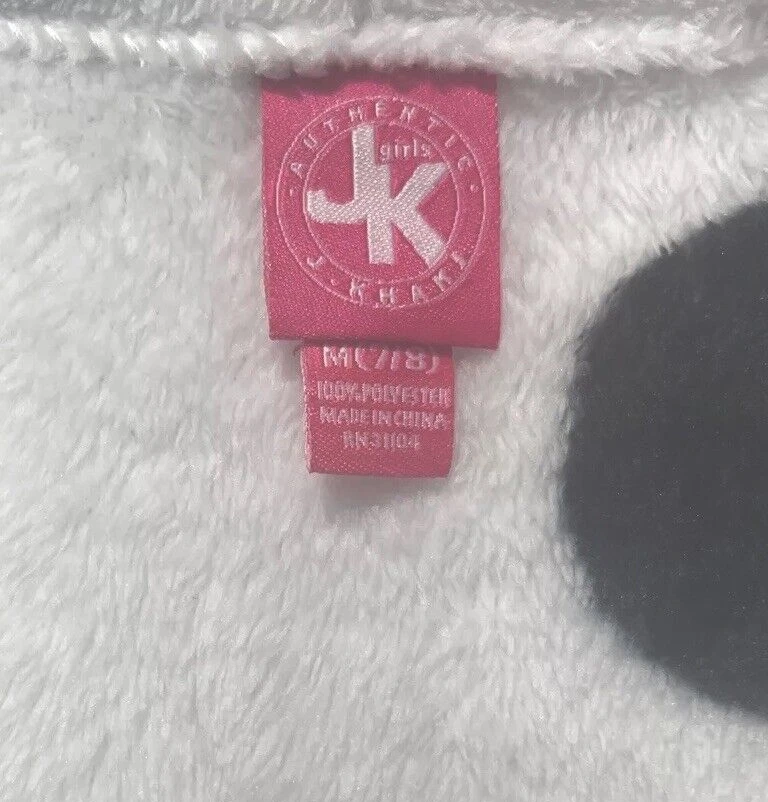 AUTHENTIC
girls
JK
J·KHAKI
M(7/8)
100%POLYESTER
MADE IN CHINA
RN31104